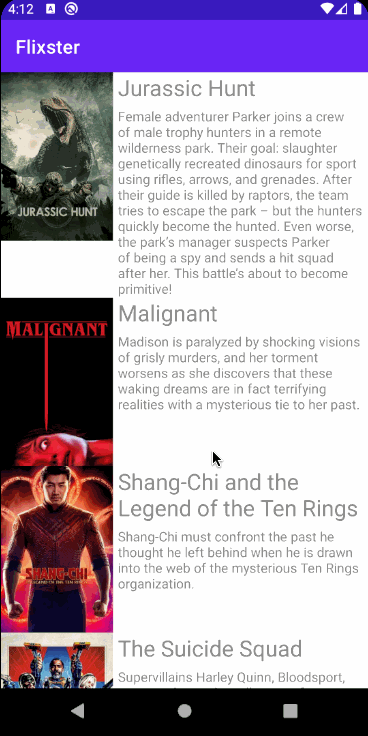 4:12 A
Flixster
JURASSIC HUNT
Jurassic Hunt
Female adventurer Parker joins a crew
of male trophy hunters in a remote
wilderness park. Their goal: slaughter
genetically recreated dinosaurs for sport
using rifles, arrows, and grenades. After
their guide is killed by raptors, the team
tries to escape the park – but the hunters
quickly become the hunted. Even worse,
the park's manager suspects Parker
of being a spy and sends a hit squad
after her. This battle's about to become
primitive!
MALIGNANT
Malignant
Madison is paralyzed by shocking visions
of grisly murders, and her torment
worsens as she discovers that these
waking dreams are in fact terrifying
realities with a mysterious tie to her past.
SHANG-CHI
Shang-Chi and the
Legend of the Ten Rings
Shang-Chi must confront the past he
thought he left behind when he is drawn
into the web of the mysterious Ten Rings
organization.
The Suicide Squad
Supervillains Harley Quinn, Bloodsport,